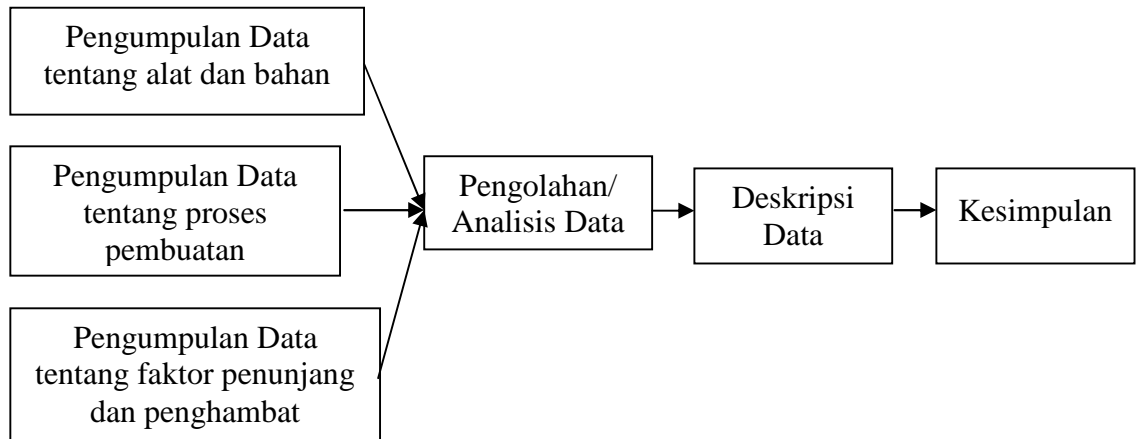 Pengumpulan Data
tentang alat dan bahan
Pengumpulan Data
tentang proses
pembuatan
Pengumpulan Data
tentang faktor penunjang
dan penghambat
Pengolahan/
Analisis Data
Deskripsi
Data
Kesimpulan